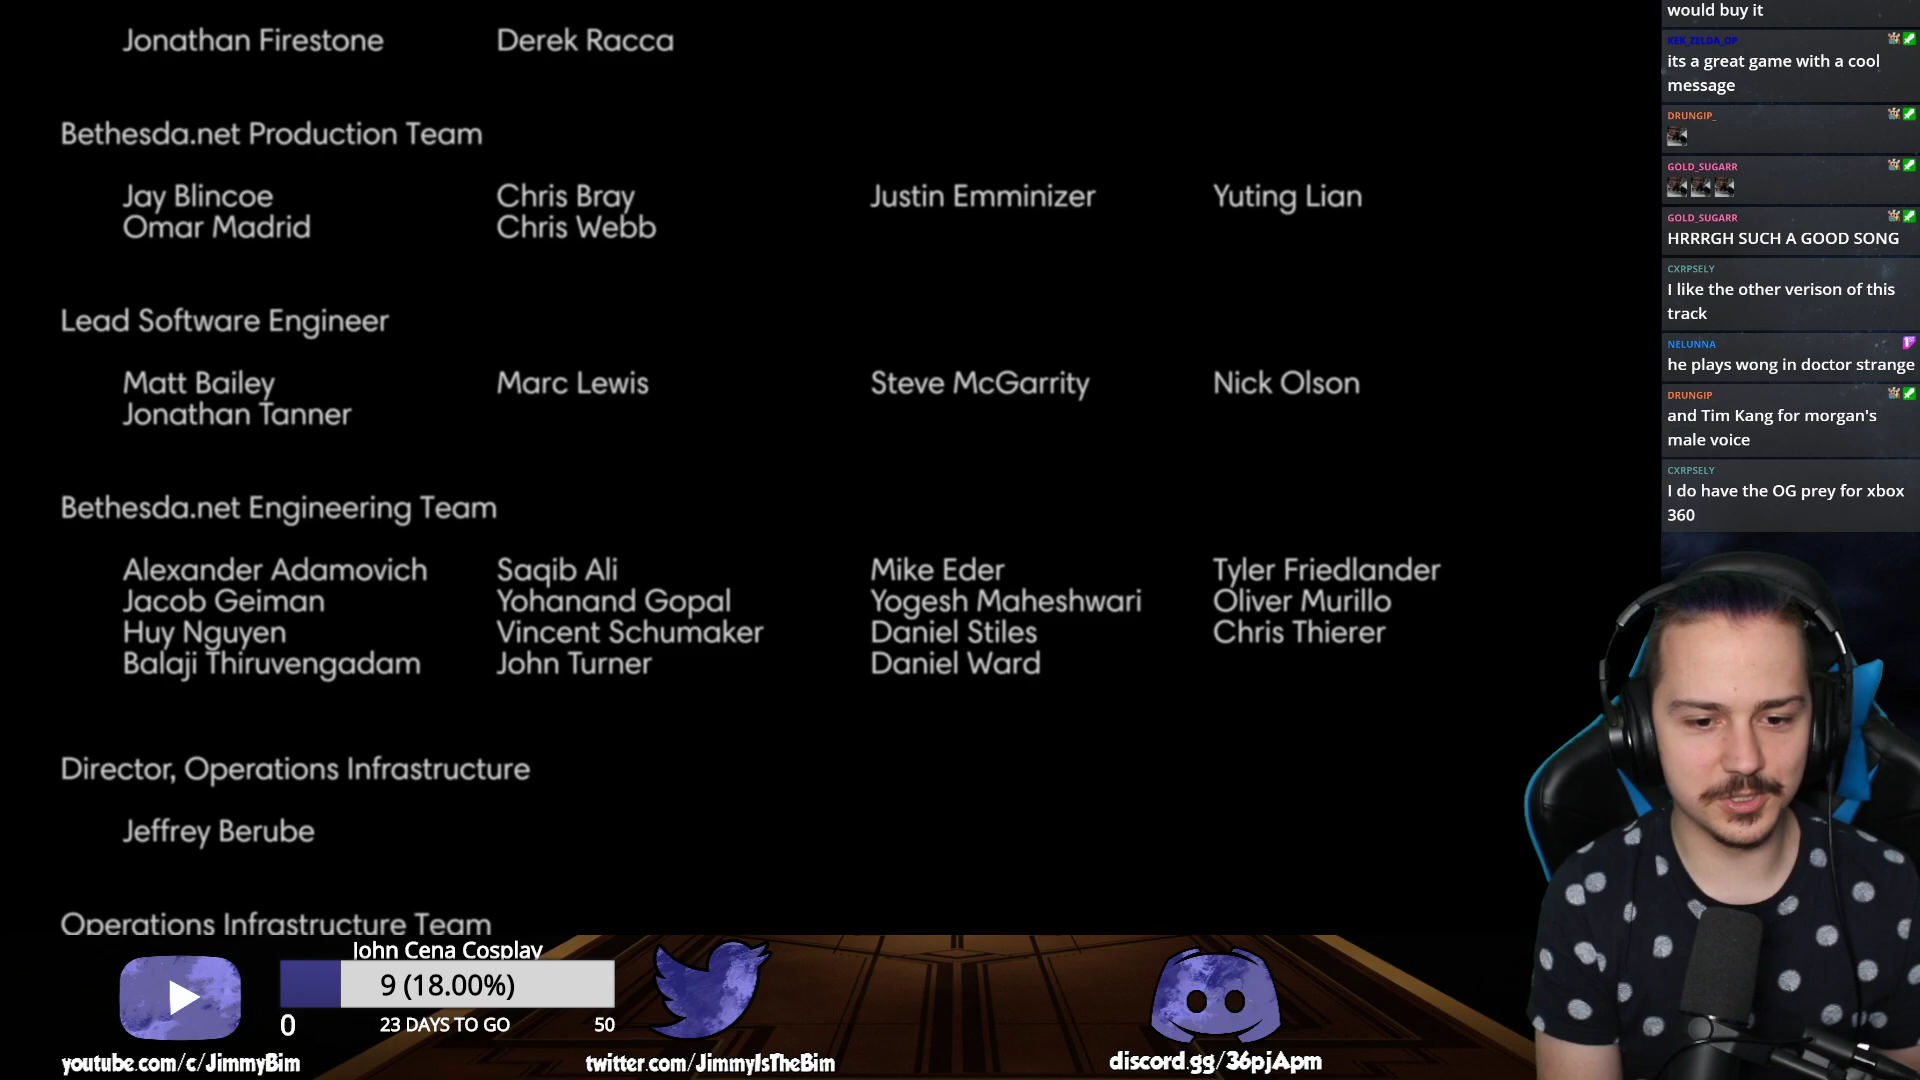 Jonathan Firestone Derek Racca
Bethesda.net Production Team
Jay Blincoe Chris Bray Justin Emminizer Yuting Lian
Omar Madrid Chris Webb
Lead Software Engineer
Matt Bailey Marc Lewis Steve McGarrity Nick Olson
Jonathan Tanner
Bethesda.net Engineering Team
Alexander Adamovich Saqib Ali Mike Eder Tyler Friedlander
Jacob Geiman Yohanand Gopal Yogesh Maheshwari Oliver Murillo
Huy Nguyen Vincent Schumaker Daniel Stiles Chris Thierer
Balaji Thiruvengadam John Turner Daniel Ward
Director, Operations Infrastructure
Jeffrey Berube
Operations Infrastructure Team
would buy it
KEK_ZELDA_OP
its a great game with a cool
message
DRUNGIP_
GOLD_SUGARR
GOLD_SUGARR
HRRRGH SUCH A GOOD SONG
CXRPSELY
I like the other verison of this
track
NELUNNA
he plays wong in doctor strange
DRUNGIP
and Tim Kang for morgan's
male voice
CXRPSELY
I do have the OG prey for xbox
360
John Cena Cosplay
9 (18.00%)
0 23 DAYS TO GO 50
youtube.com/c/JimmyBim
twitter.com/JimmyIsTheBim
discord.gg/36pjApm